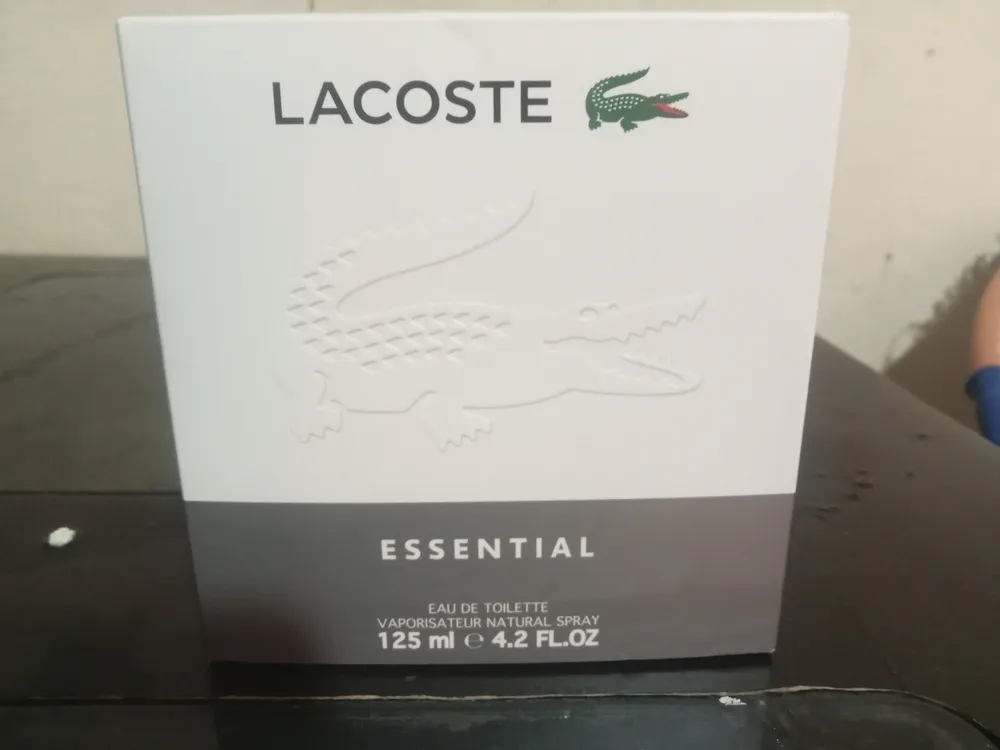 LACOSTE
ESSENTIAL
EAU DE TOILETTE
VAPORISATEUR NATURAL SPRAY
125 ml ℮ 4.2 FL.OZ